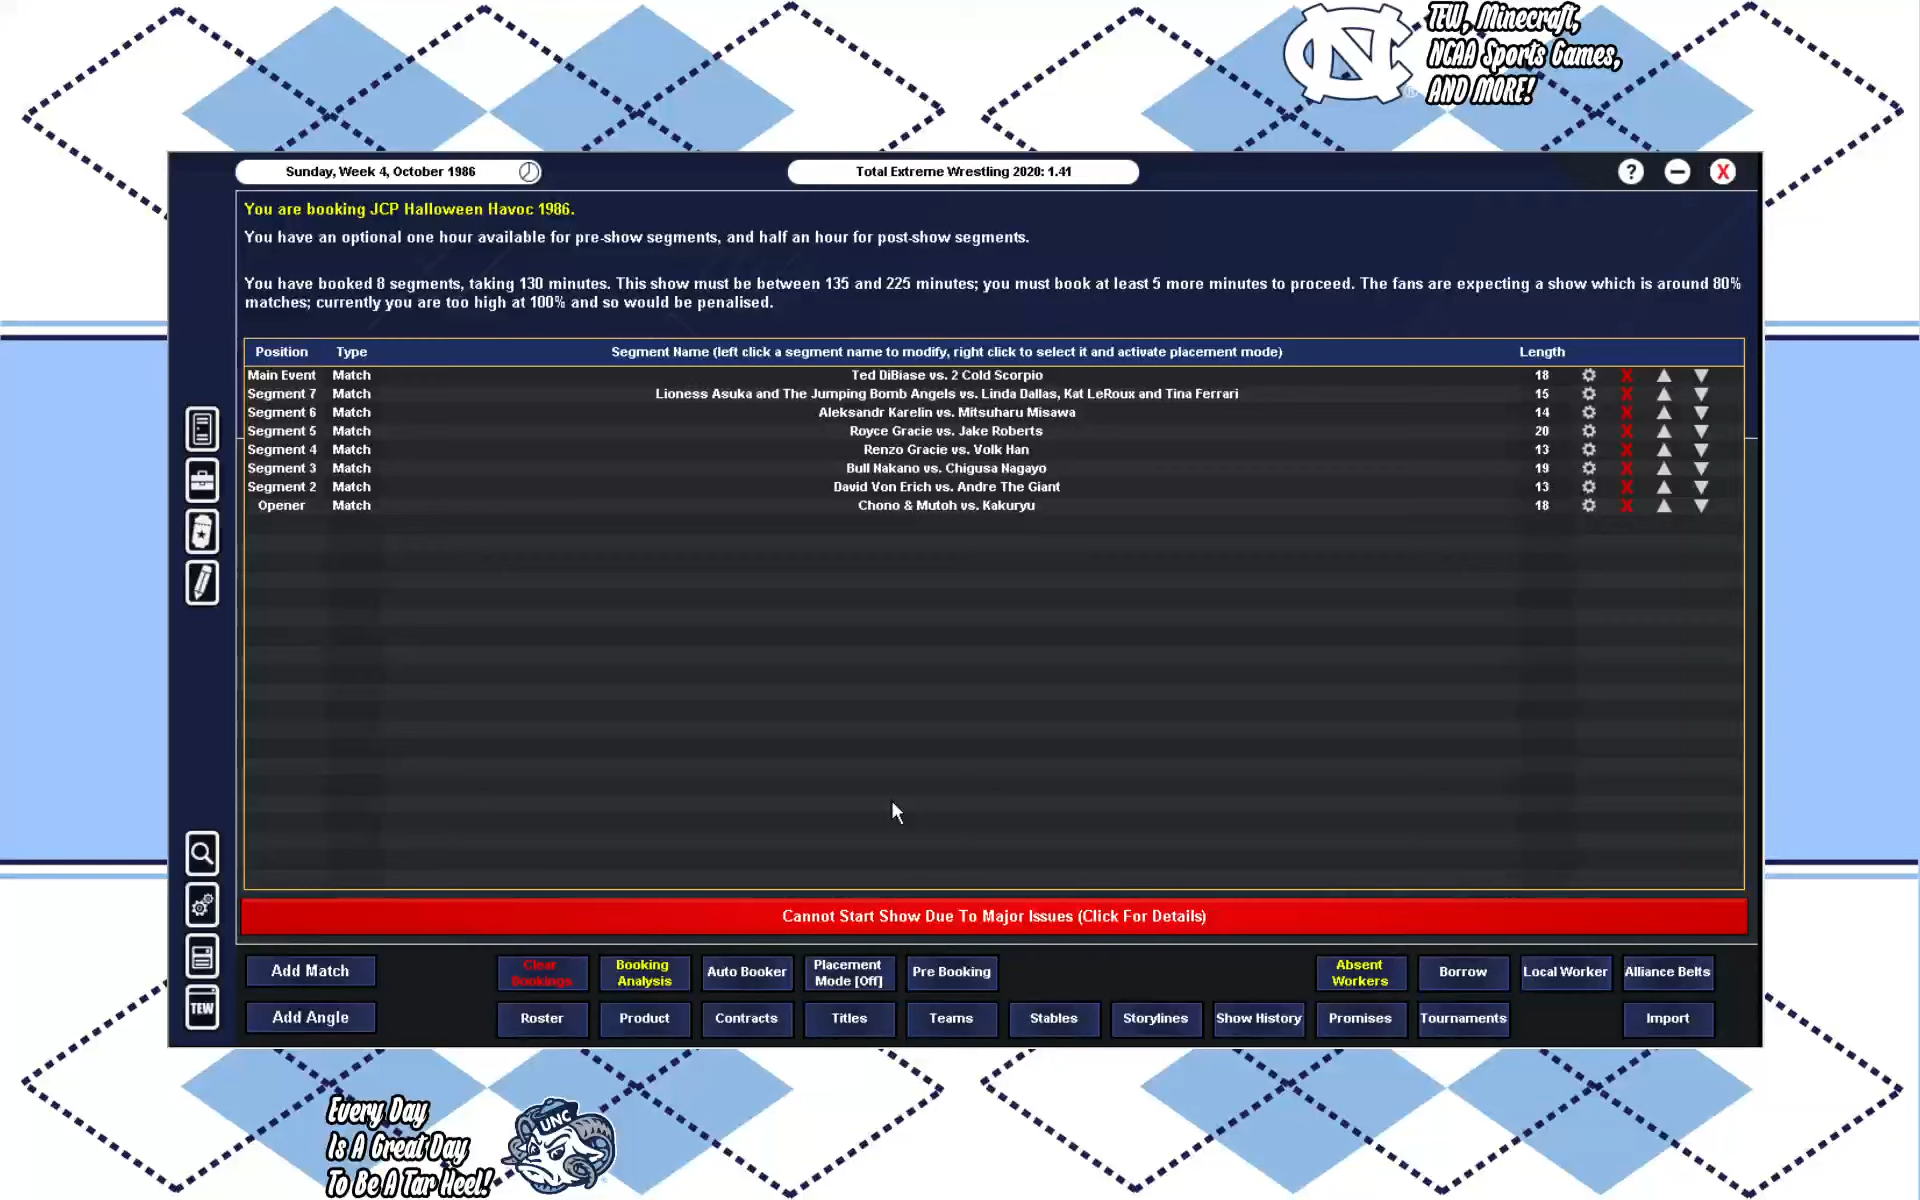 TEW, Minecraft,
NCAA Sports Games,
AND MORE!
NC
Sunday, Week 4, October 1986
Total Extreme Wrestling 2020: 1.41
?
X
You are booking JCP Halloween Havoc 1986.
You have an optional one hour available for pre-show segments, and half an hour for post-show segments.
You have booked 8 segments, taking 130 minutes. This show must be between 135 and 225 minutes; you must book at least 5 more minutes to proceed. The fans are expecting a show which is around 80%
matches; currently you are too high at 100% and so would be penalised.
Position Type Segment Name (left click a segment name to modify, right click to select it and activate placement mode) Length
Main Event Match Ted DiBiase vs. 2 Cold Scorpio 18 X
Segment 7 Match Lioness Asuka and The Jumping Bomb Angels vs. Linda Dallas, Kat LeRoux and Tina Ferrari 15 X
Segment 6 Match Aleksandr Karelin vs. Mitsuharu Misawa 14 X
Segment 5 Match Royce Gracie vs. Jake Roberts 20 X
Segment 4 Match Renzo Gracie vs. Volk Han 13 X
Segment 3 Match Bull Nakano vs. Chigusa Nagayo 19 X
Segment 2 Match David Von Erich vs. Andre The Giant 13 X
Opener Match Chono & Mutoh vs. Kakuryu 18 X
Cannot Start Show Due To Major Issues (Click For Details)
TEW
Add Match
Clear
Bookings
Booking
Analysis
Auto Booker
Placement
Mode [Off]
Pre Booking
Absent
Workers
Borrow
Local Worker
Alliance Belts
Add Angle
Roster
Product
Contracts
Titles
Teams
Stables
Storylines
Show History
Promises
Tournaments
Import
Every Day
Is A Great Day
To Be A Tar Heel!
UNC